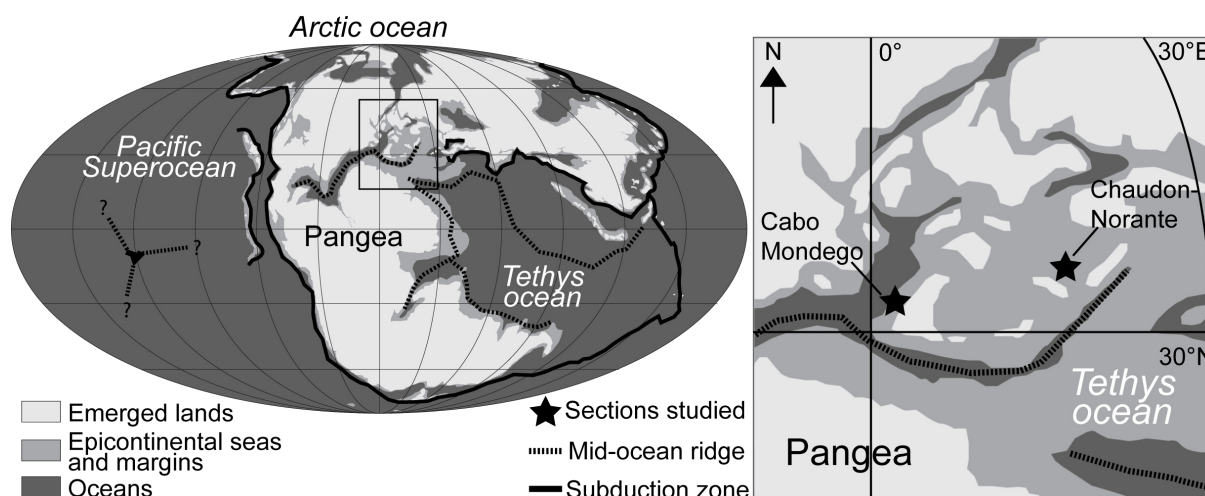 Arctic ocean
Pacific
Superocean
?
?
?
Pangea
Tethys
ocean
Emerged lands
Epicontinental seas
and margins
Oceans
Sections studied
Mid-ocean ridge
Subduction zone
N
0°
30°E
Chaudon-
Norante
Cabo
Mondego
30°N
Tethys
ocean
Pangea